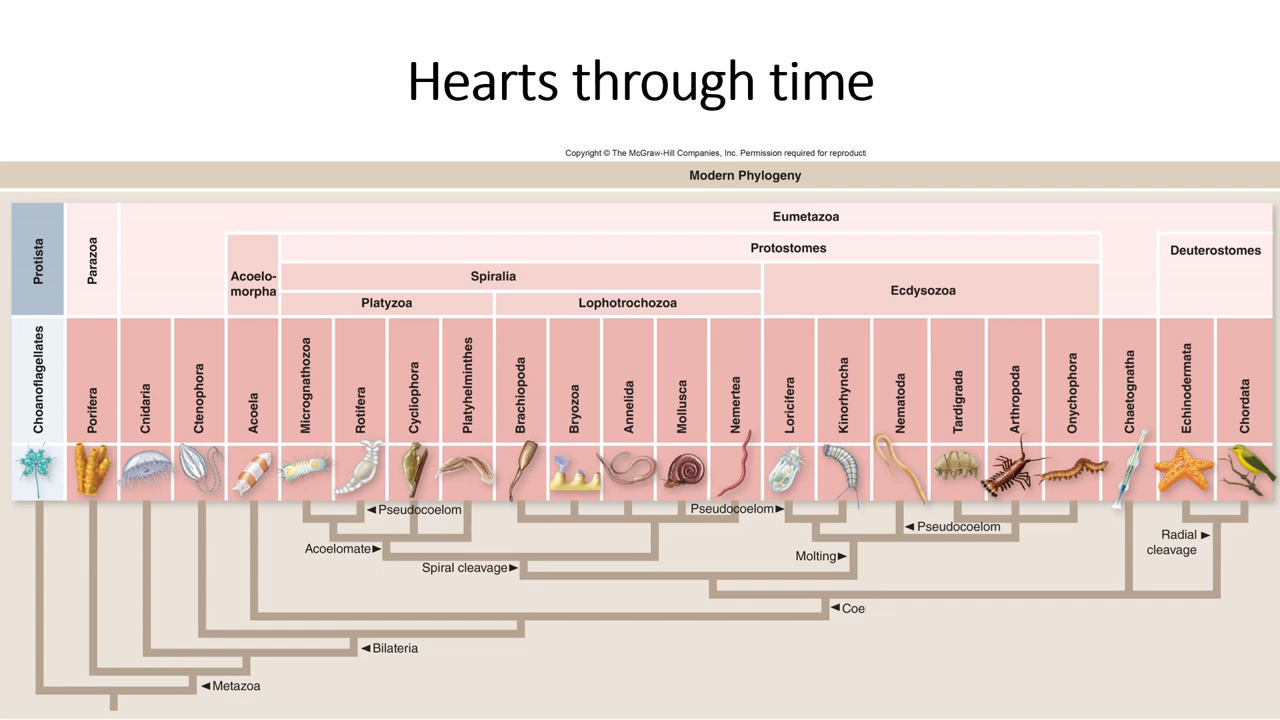 Hearts through time
Copyright © The McGraw-Hill Companies, Inc. Permission required for reproducti
Modern Phylogeny
Protista
Parazoa
Eumetazoa
Acoelo-
morpha
Protostomes
Deuterostomes
Spiralia
Ecdysozoa
Platyzoa
Lophotrochozoa
Choanoflagellates
Porifera
Cnidaria
Ctenophora
Acoela
Micrognathozoa
Rotifera
Cycliophora
Platyhelminthes
Brachiopoda
Bryozoa
Annelida
Mollusca
Nemertea
Loricifera
Kinorhyncha
Nematoda
Tardigrada
Arthropoda
Onychophora
Chaetognatha
Echinodermata
Chordata
◄Pseudocoelom
Pseudocoelom►
◄Pseudocoelom
Radial ►
cleavage
Acoelomate►
Molting►
Spiral cleavage►
◄Coe
◄Bilateria
◄Metazoa